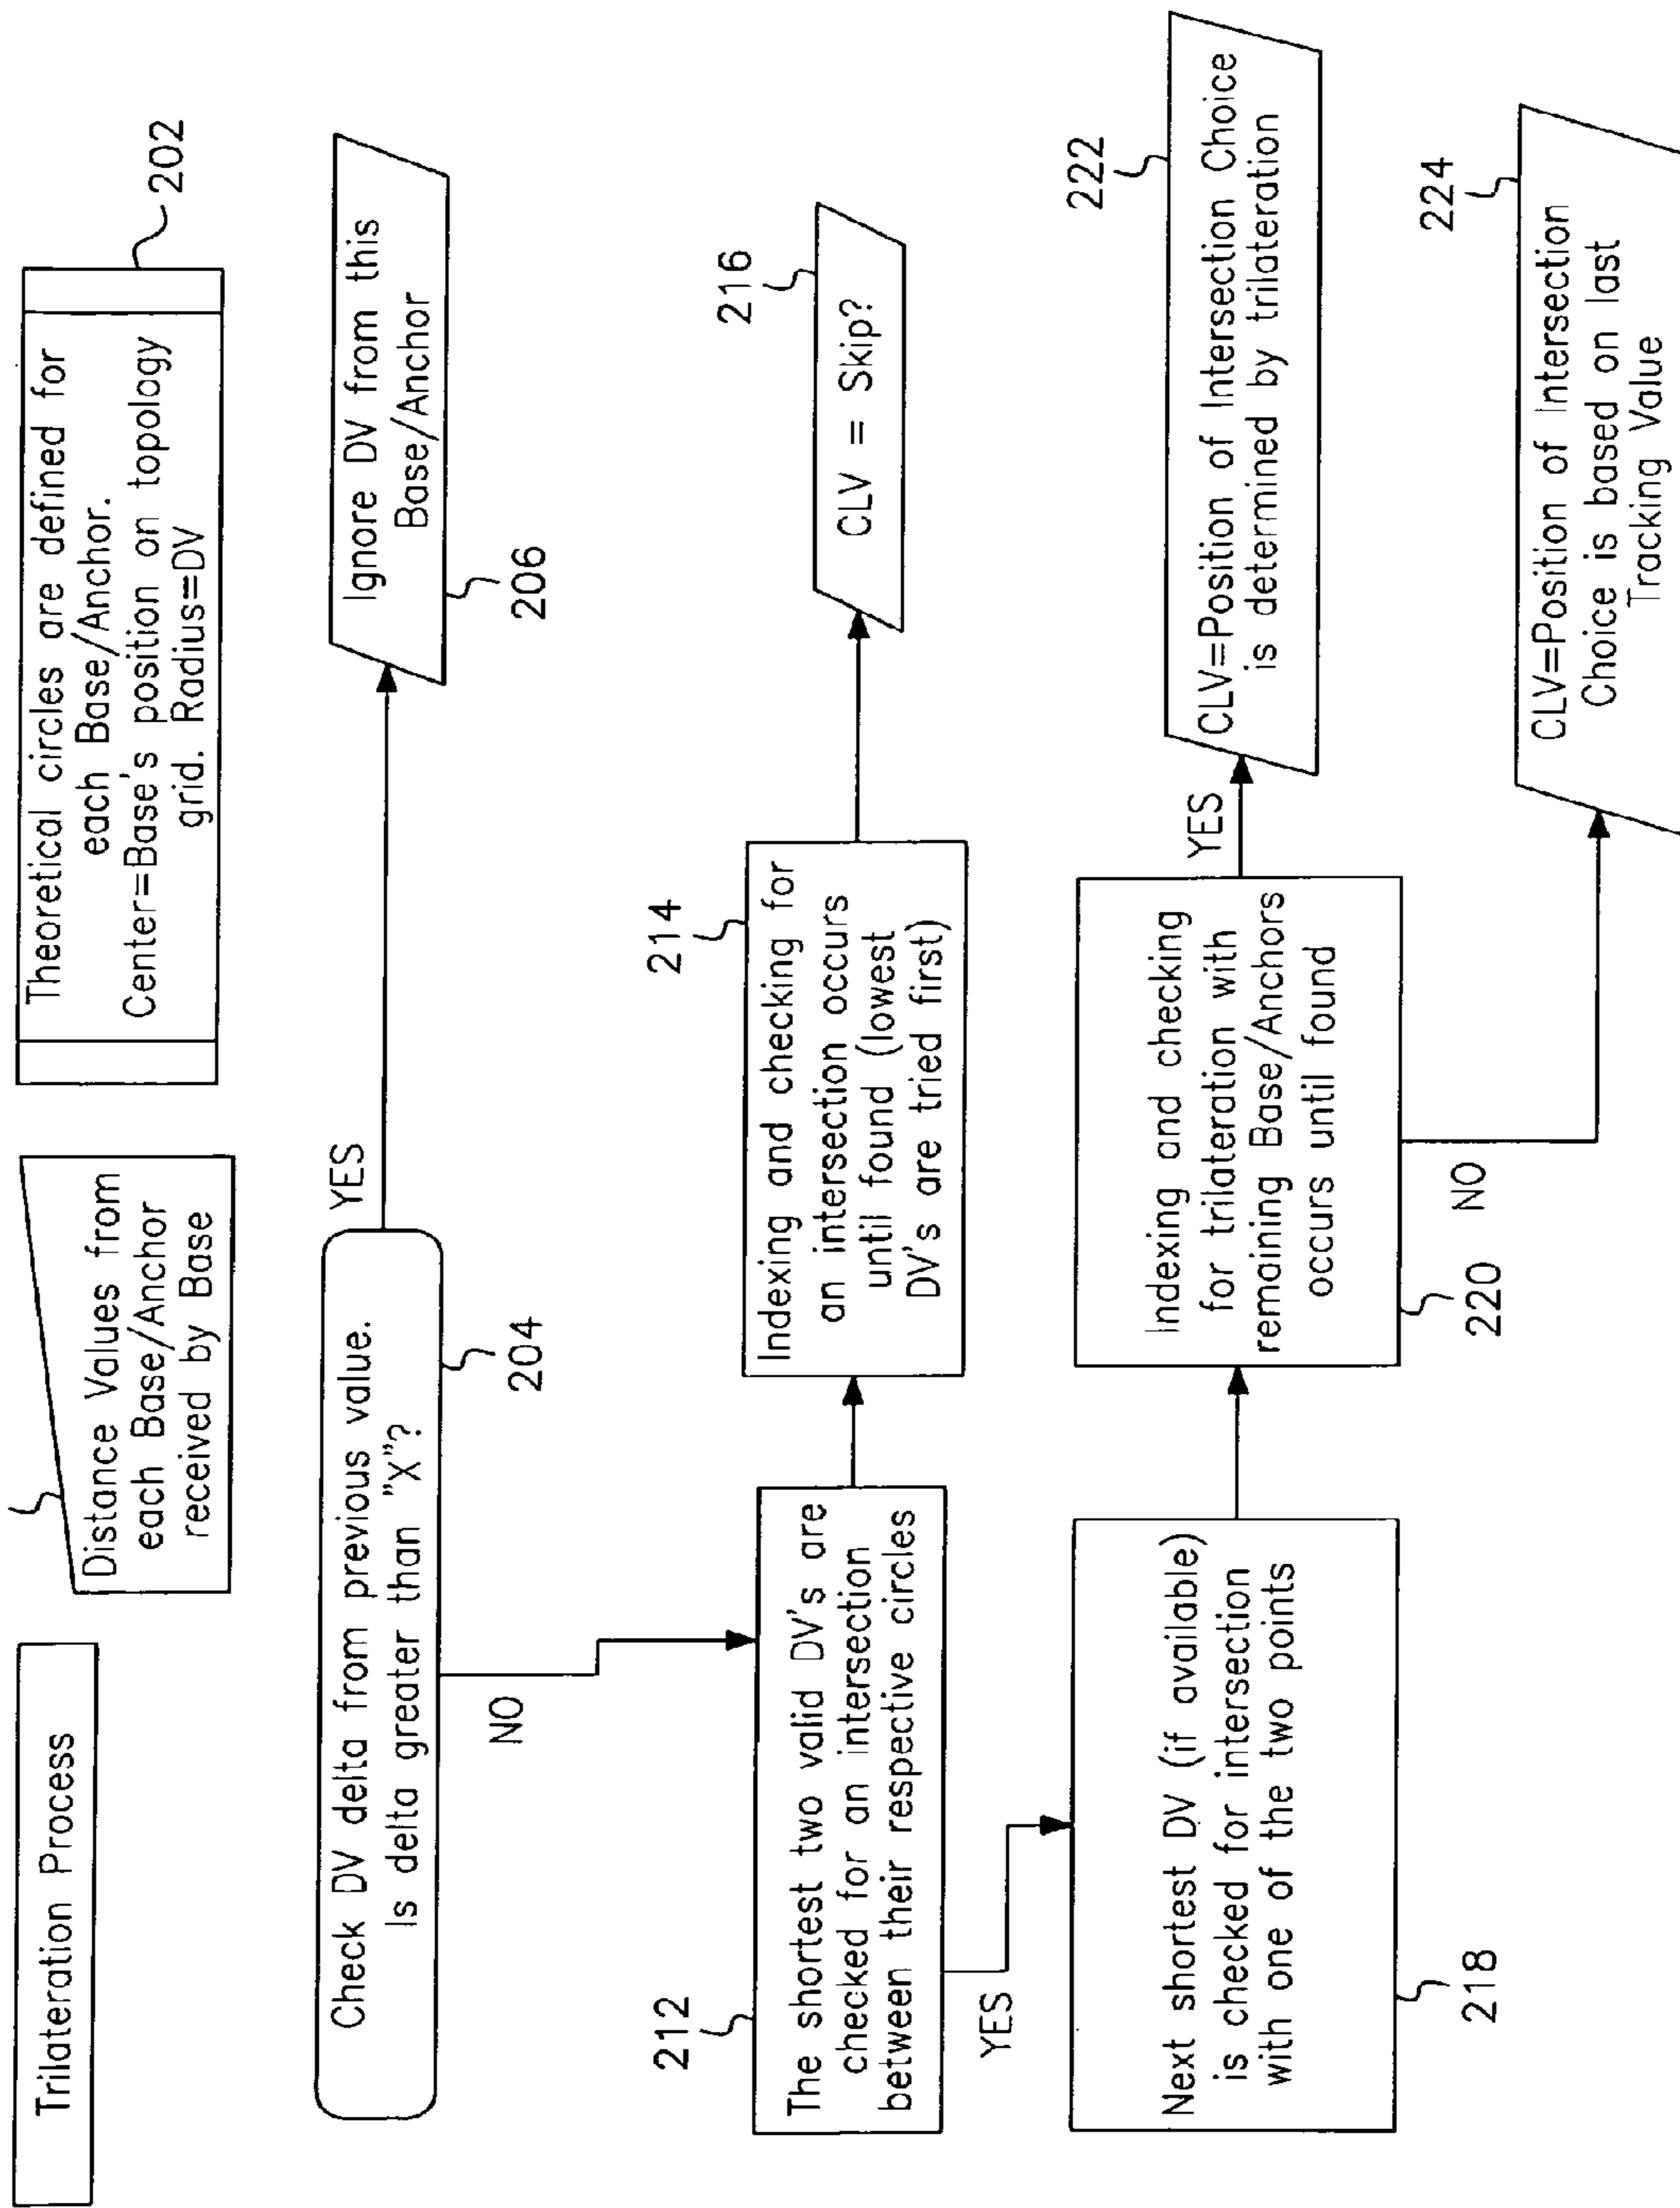 Trilateration Process
Distance Values from
each Base/Anchor
received by Base
Theoretical circles are defined for
each Base/Anchor.
Center=Base's position on topology
grid. Radius=DV
202
Check DV delta from previous value.
Is delta greater than "X"?
204
YES
NO
Ignore DV from this
Base/Anchor
206
212
The shortest two valid DV's are
checked for an intersection
between their respective circles
YES
214
Indexing and checking for
an intersection occurs
until found (lowest
DV's are tried first)
216
CLV = Skip?
Next shortest DV (if available)
is checked for intersection
with one of the two points
218
Indexing and checking
for trilateration with
remaining Base/Anchors
occurs until found
220
YES
NO
222
CLV=Position of Intersection Choice
is determined by trilateration
224
CLV=Position of Intersection
Choice is based on last
Tracking Value